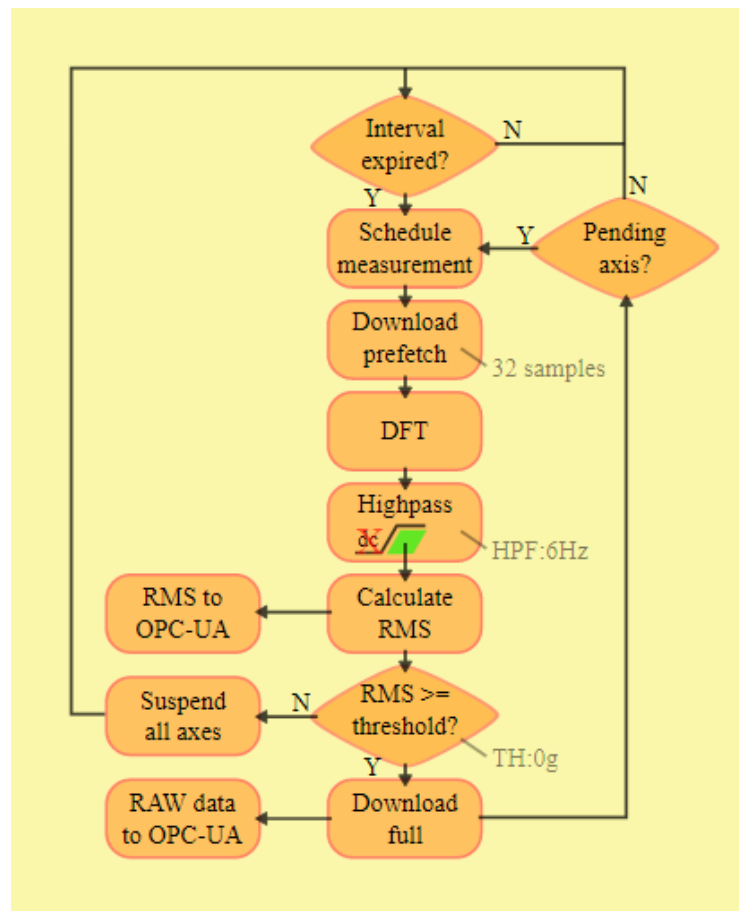 Interval
expired?
N
Y
N
Schedule
measurement
Y
Pending
axis?
Download
prefetch
32 samples
DFT
Highpass
dc
HPF:6Hz
RMS to
OPC-UA
Calculate
RMS
Suspend
all axes
N
RMS >=
threshold?
TH:0g
Y
RAW data
to OPC-UA
Download
full